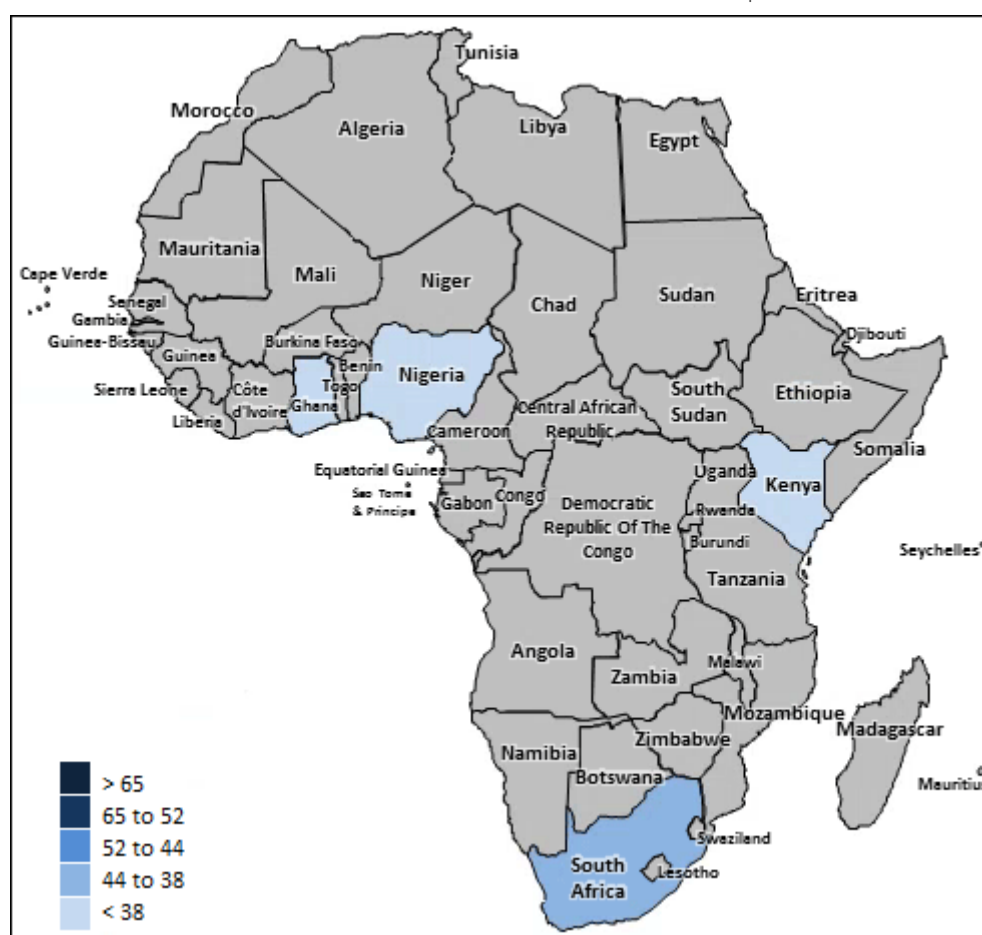 Tunisia
Morocco
Algeria
Libya
Egypt
Mauritania
Mali
Niger
Chad
Sudan
Eritrea
Cape Verde
Senegal
Gambia
Guinea-Bissau
Guinea
Burkina Faso
Benin
Nigeria
Djibouti
Sierra Leone
Côte
d'Ivoire
Ghana
Togo
Liberia
Cameroon
Central African
Republic
South
Sudan
Ethiopia
Somalia
Equatorial Guinea
Sao Tome
& Principe
Gabon
Congo
Democratic
Republic Of The
Congo
Uganda
Kenya
Rwanda
Burundi
Seychelles
Tanzania
Angola
Zambia
Malawi
Mozambique
Madagascar
Namibia
Zimbabwe
Botswana
Mauritiu
Swaziland
South
Africa
Lesotho
> 65
65 to 52
52 to 44
44 to 38
< 38